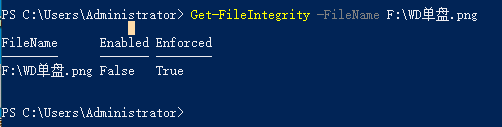 PS C:\Users\Administrator> Get-FileIntegrity -FileName F:\WD单盘.png
FileName Enabled Enforced
F:\WD单盘.png False True
PS C:\Users\Administrator>